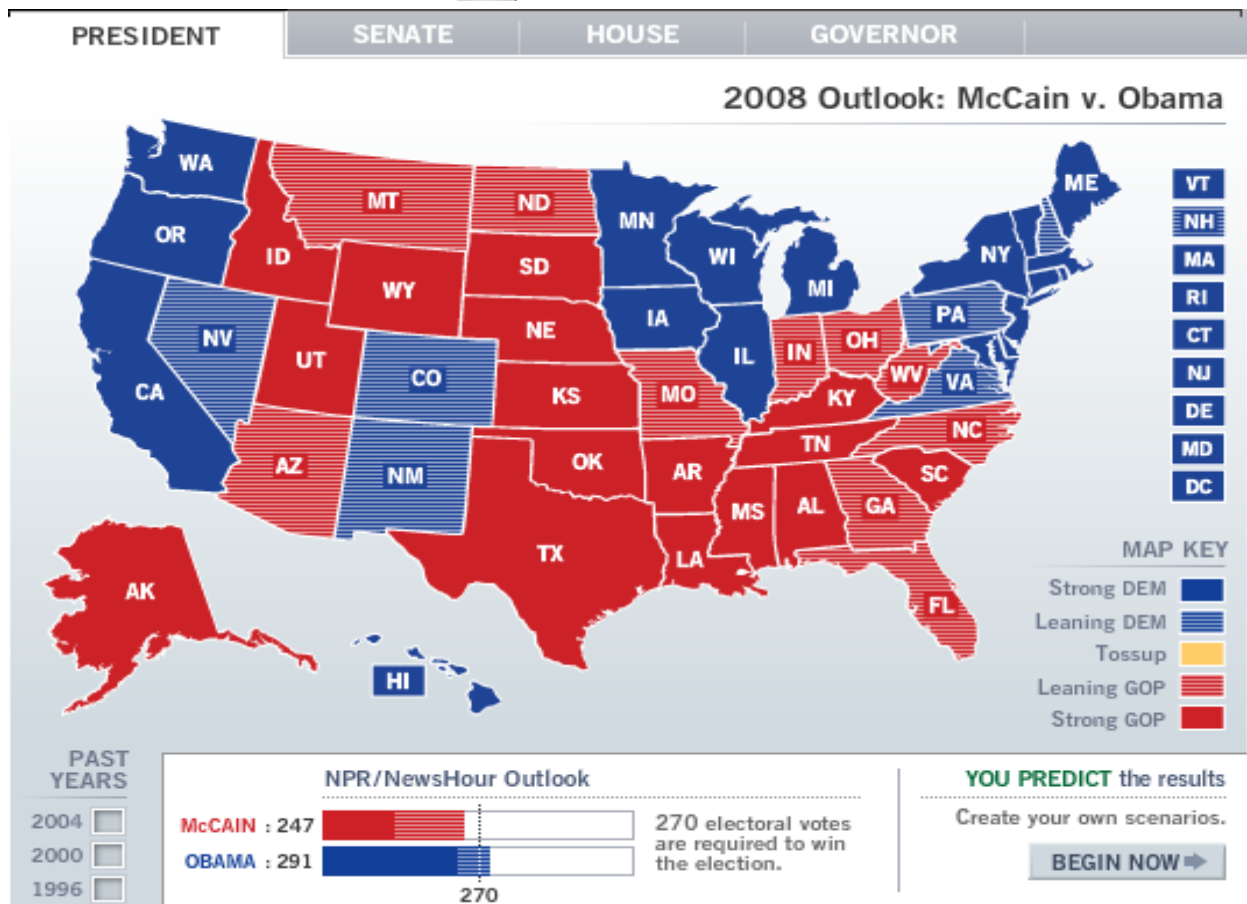 PRESIDENT SENATE HOUSE GOVERNOR
2008 Outlook: McCain v. Obama
WA
OR
CA
NV
ID
MT
WY
UT
AZ
CO
NM
ND
SD
NE
KS
OK
TX
MN
IA
MO
AR
LA
WI
IL
MI
IN
OH
KY
TN
MS
AL
GA
FL
SC
NC
VA
WV
PA
NY
ME
AK
HI
VT
NH
MA
RI
CT
NJ
DE
MD
DC
MAP KEY
Strong DEM
Leaning DEM
Tossup
Leaning GOP
Strong GOP
PAST
YEARS
2004
2000
1996
NPR/NewsHour Outlook
McCAIN : 247
OBAMA : 291
270
270 electoral votes
are required to win
the election.
YOU PREDICT the results
Create your own scenarios.
BEGIN NOW